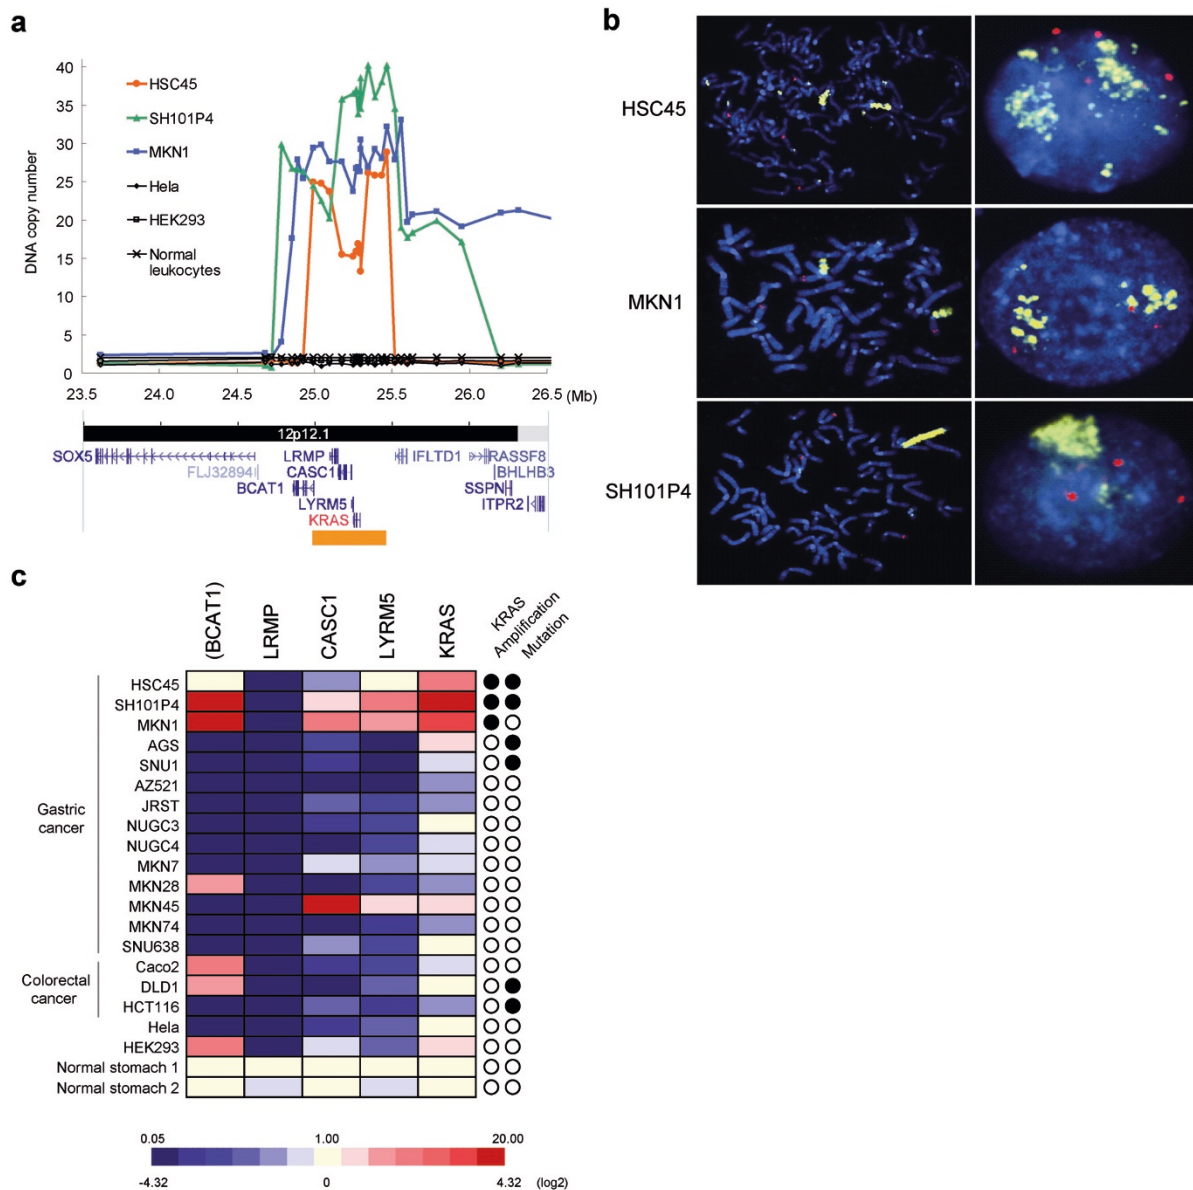 a
DNA copy number
40
35
30
25
20
15
10
5
0
HSC45
SH101P4
MKN1
Hela
HEK293
Normal
leukocytes
23.5 24.0 24.5 25.0 25.5 26.0 26.5 (Mb)
12p12.1
SOX5 LRMP IFLTD1 RASSF8
FLJ32894 CASC1 BHLHB3
BCAT1 SSPN
LYRM5 ITPR2
KRAS
b
HSC45
MKN1
SH101P4
c
(BCAT1) LRMP CASC1 LYRM5 KRAS
KRAS
Amplification
Mutation
Gastric
cancer
HSC45
SH101P4
MKN1
AGS
SNU1
AZ521
JRST
NUGC3
NUGC4
MKN7
MKN28
MKN45
MKN74
SNU638
Colorectal
cancer
Caco2
DLD1
HCT116
Hela
HEK293
Normal stomach 1
Normal stomach 2
0.05 1.00 20.00
-4.32 0 4.32 (log2)